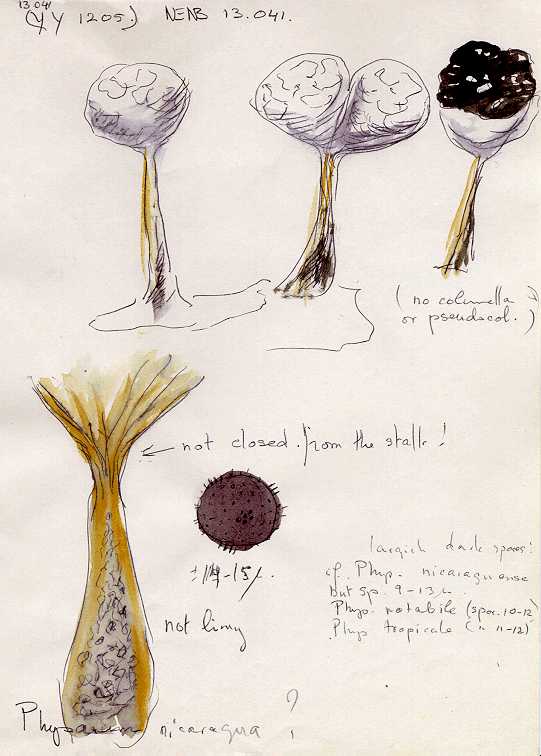 13.041
(YY 1205.) NENB 13.041.
(no columella
or pseudocol.)
← not closed from the stalk!
±14-15µ.
not limy
largich dark spores!
cf. Phys. nicaraguense
but sp. 9-13µ
Phys. notabile (spor. 10-12)
Phys tropicale (" 11-12)
Physarum nicaragua ?